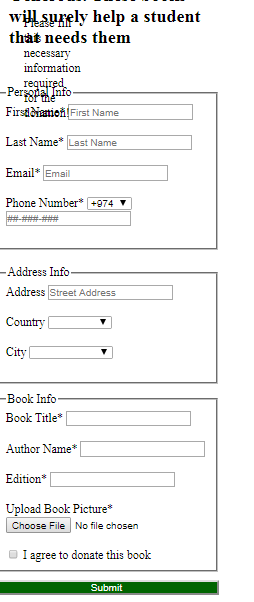 will surely help a student
that needs them
Please fill
this
necessary
information
required
for the
donation!
Personal Info
First Name* First Name
Last Name* Last Name
Email* Email
Phone Number* +974
##-###-###
Address Info
Address Street Address
Country
City
Book Info
Book Title*
Author Name*
Edition*
Upload Book Picture*
Choose File No file chosen
I agree to donate this book
Submit